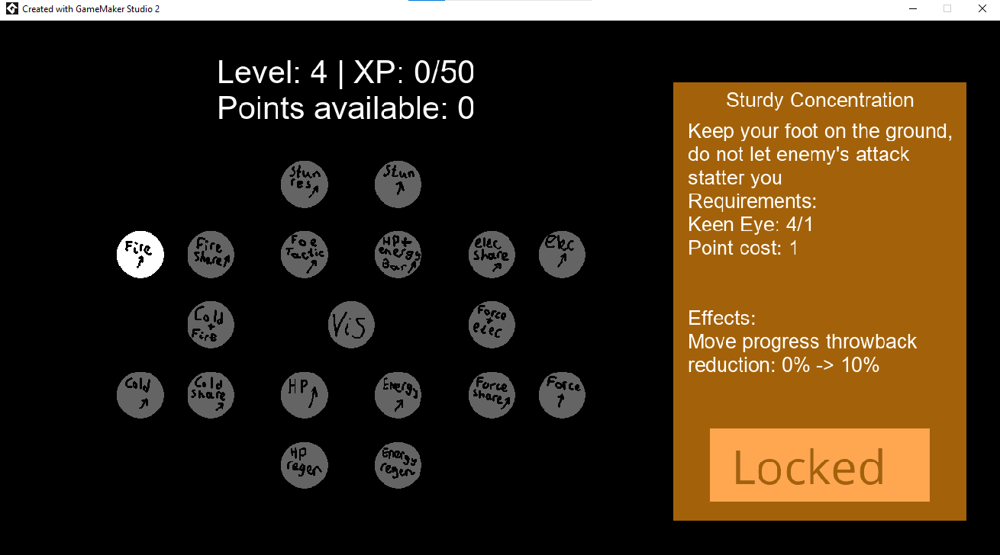 Created with GameMaker Studio 2
Level: 4 | XP: 0/50
Points available: 0
Stun
res
Stun
Fire
Fire
Share
Foe
Tactic
HP+
energy
Bar
elec
share
Elec
Cold
+
Fire
Vis
Force
+
elec
Cold
Cold
share
HP
Energy
Force
share
Force
HP
regen
Energy
regen
Sturdy Concentration
Keep your foot on the ground,
do not let enemy's attack
statter you
Requirements:
Keen Eye: 4/1
Point cost: 1
Effects:
Move progress throwback
reduction: 0% -> 10%
Locked